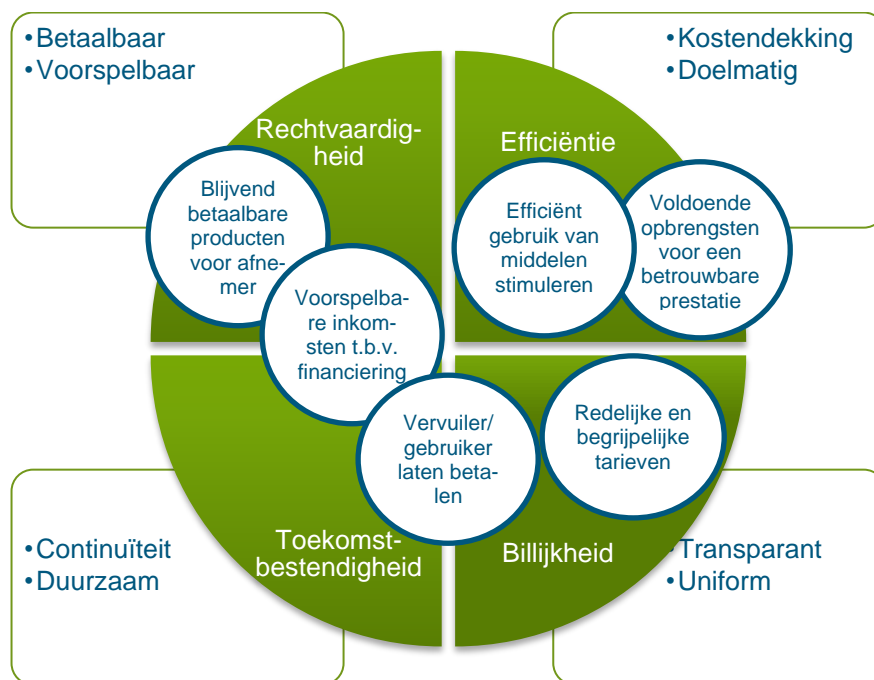 •Betaalbaar
•Voorspelbaar
•Kostendekking
•Doelmatig
Rechtvaardig-
heid
Efficiëntie
Blijvend
betaalbare
producten
voor afne-
mer
Efficiënt
gebruik van
middelen
stimuleren
Voldoende
opbrengsten
voor een
betrouwbare
prestatie
Voorspelba-
re inkom-
sten t.b.v.
financiering
Vervuiler/
gebruiker
laten beta-
len
Redelijke en
begrijpelijke
tarieven
Toekomst-
bestendigheid
Billijkheid
•Continuïteit
•Duurzaam
•Transparant
•Uniform